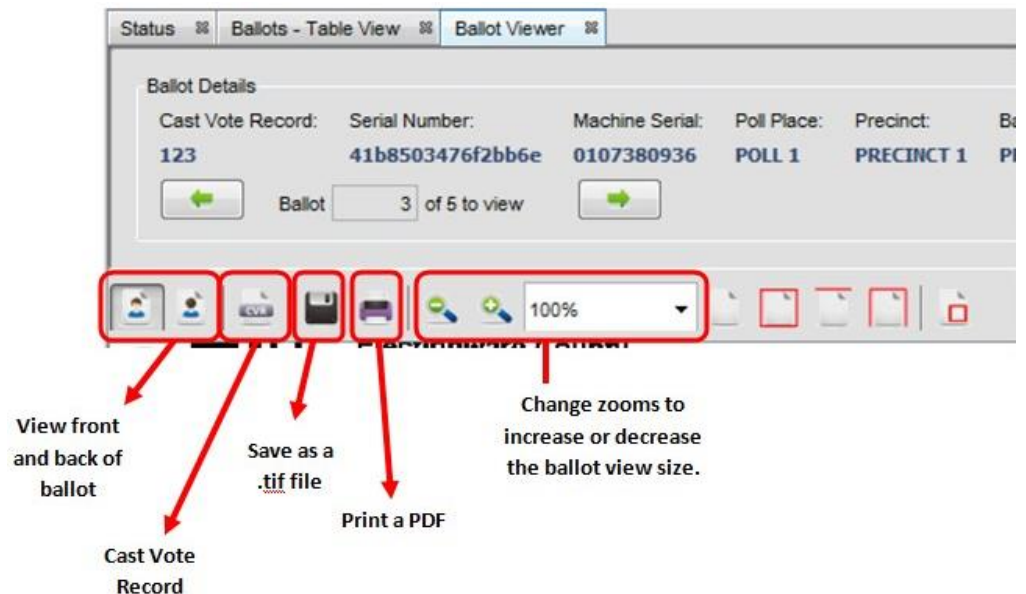 Status Ballots - Table View Ballot Viewer
Ballot Details
Cast Vote Record: Serial Number: Machine Serial: Poll Place: Precinct:
123 41b8503476f2bb6e 0107380936 POLL 1 PRECINCT 1
Ballot 3 of 5 to view
CVR
100%
View front
and back of
ballot
Cast Vote
Record
Save as a
.tif file
Print a PDF
Change zooms to
increase or decrease
the ballot view size.